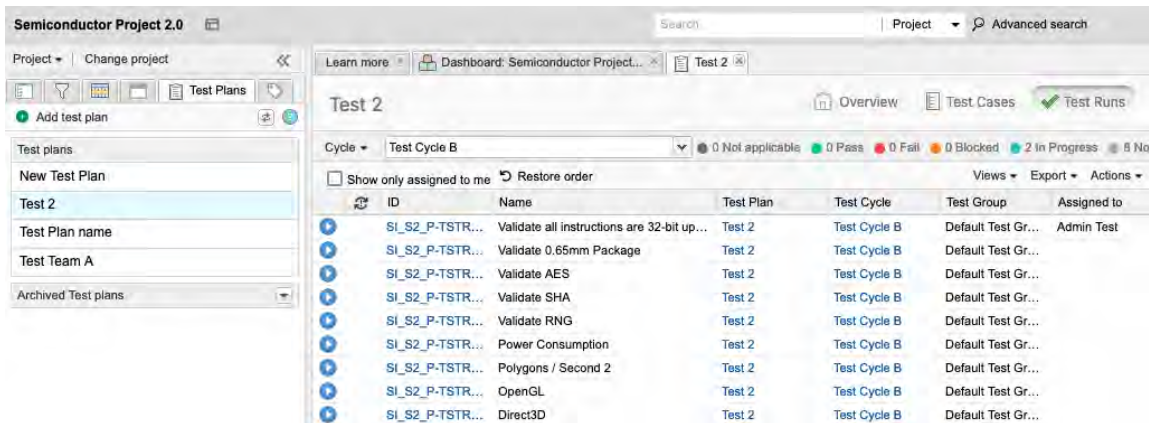 Semiconductor Project 2.0
Search
Project
Advanced search
Project
Change project
Learn more
Dashboard: Semiconductor Project...
Test 2
Test Plans
Add test plan
Test 2
Overview
Test Cases
Test Runs
Test plans
New Test Plan
Test 2
Test Plan name
Test Team A
Archived Test plans
Cycle
Test Cycle B
0 Not applicable 0 Pass 0 Fail 0 Blocked 2 In Progress
Show only assigned to me Restore order
Views Export Actions
ID Name Test Plan Test Cycle Test Group Assigned to
SI_S2_P-TSTR... Validate all instructions are 32-bit up... Test 2 Test Cycle B Default Test Gr... Admin Test
SI_S2_P-TSTR... Validate 0.65mm Package Test 2 Test Cycle B Default Test Gr...
SI_S2_P-TSTR... Validate AES Test 2 Test Cycle B Default Test Gr...
SI_S2_P-TSTR... Validate SHA Test 2 Test Cycle B Default Test Gr...
SI_S2_P-TSTR... Validate RNG Test 2 Test Cycle B Default Test Gr...
SI_S2_P-TSTR... Power Consumption Test 2 Test Cycle B Default Test Gr...
SI_S2_P-TSTR... Polygons / Second 2 Test 2 Test Cycle B Default Test Gr...
SI_S2_P-TSTR... OpenGL Test 2 Test Cycle B Default Test Gr...
SI_S2_P-TSTR... Direct3D Test 2 Test Cycle B Default Test Gr...